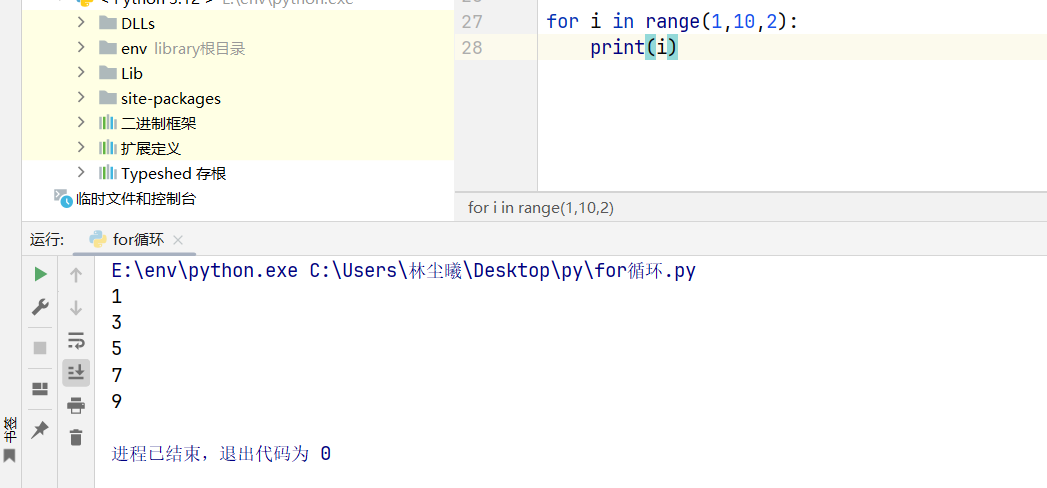 < Python 3.12 > E:\env\python.exe
DLLs
env library根目录
Lib
site-packages
二进制框架
扩展定义
Typeshed 存根
临时文件和控制台
27 for i in range(1,10,2):
28 print(i)
for i in range(1,10,2)
运行: for循环
E:\env\python.exe C:\Users\林尘曦\Desktop\py\for循环.py
1
3
5
7
9
进程已结束，退出代码为 0
书签